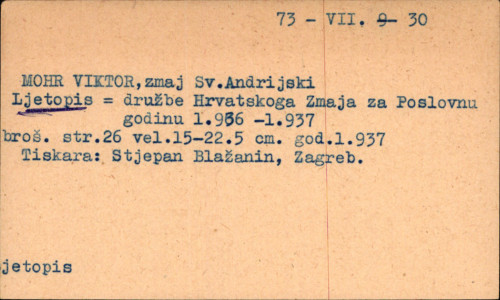 73 - VII. 9- 30
MOHR VIKTOR, zmaj Sv.Andrijski
Ljetopis = družbe Hrvatskoga Zmaja za Poslovnu
godinu 1.936 -1.937
broš. str.26 vel.15-22.5 cm. god.1.937
Tiskara: Stjepan Blažanin, Zagreb.
jetopis